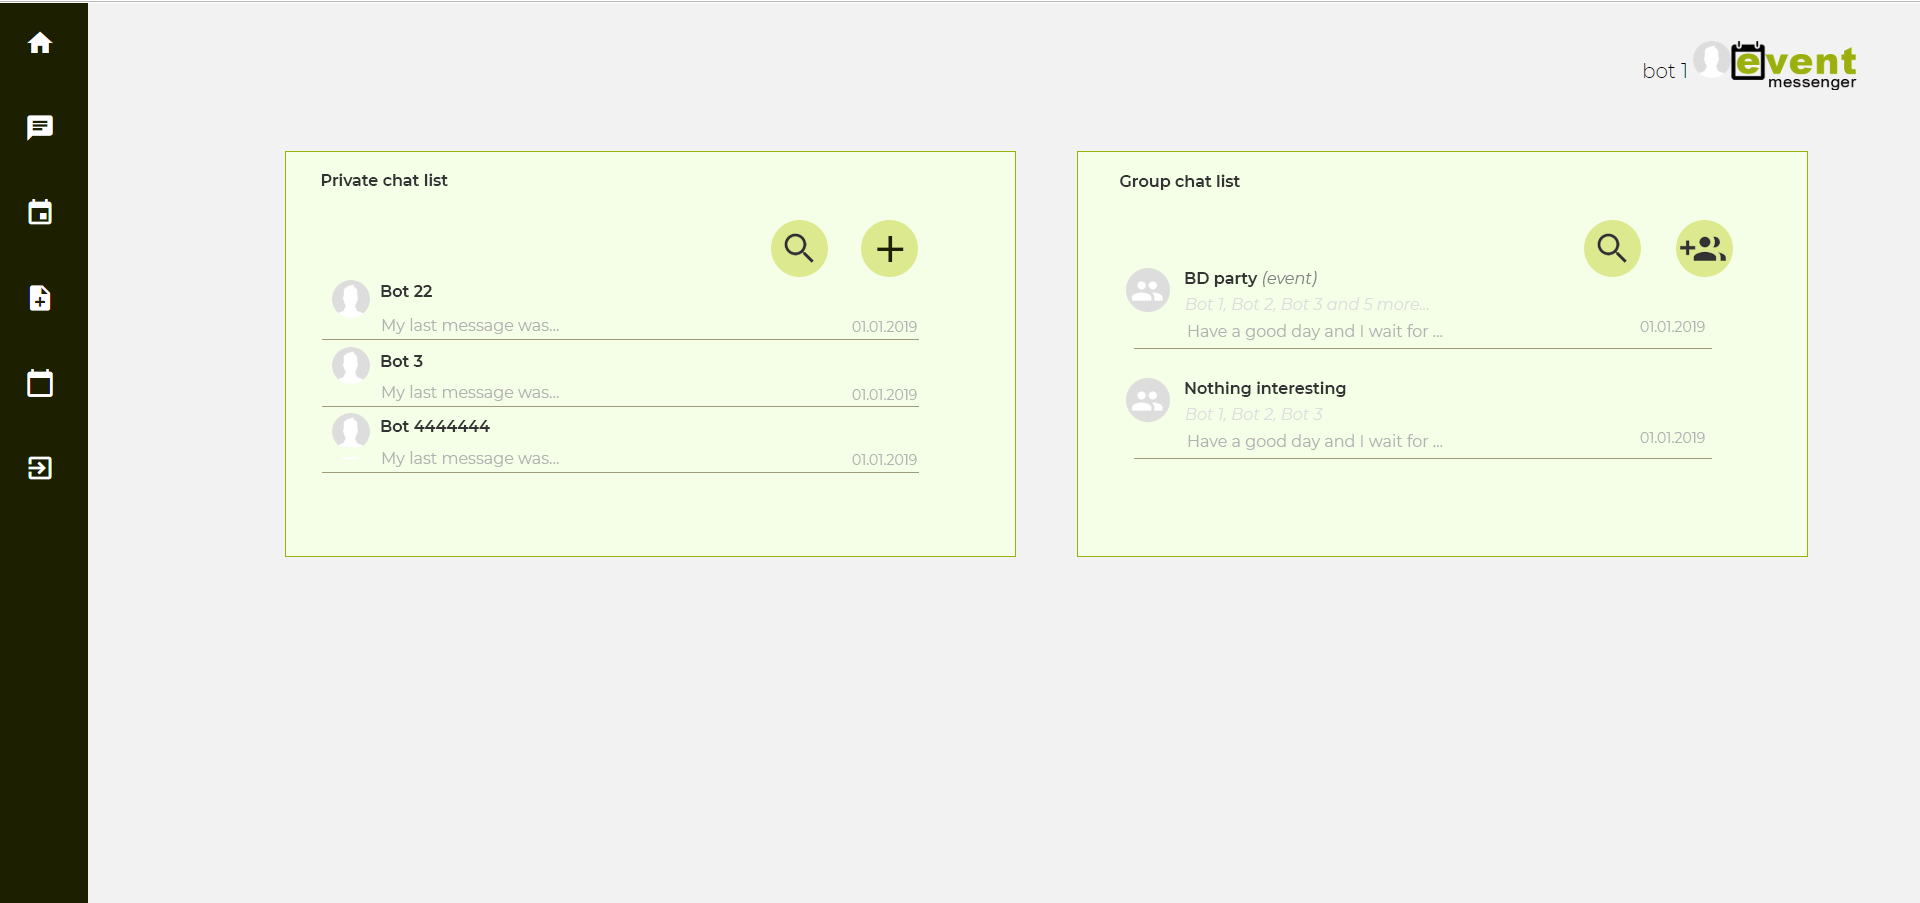 bot 1
event
messenger
Private chat list
Bot 22
My last message was...
01.01.2019
Bot 3
My last message was...
01.01.2019
Bot 4444444
My last message was...
01.01.2019
Group chat list
BD party (event)
Bot 1, Bot 2, Bot 3 and 5 more...
Have a good day and I wait for ...
01.01.2019
Nothing interesting
Bot 1, Bot 2, Bot 3
Have a good day and I wait for ...
01.01.2019